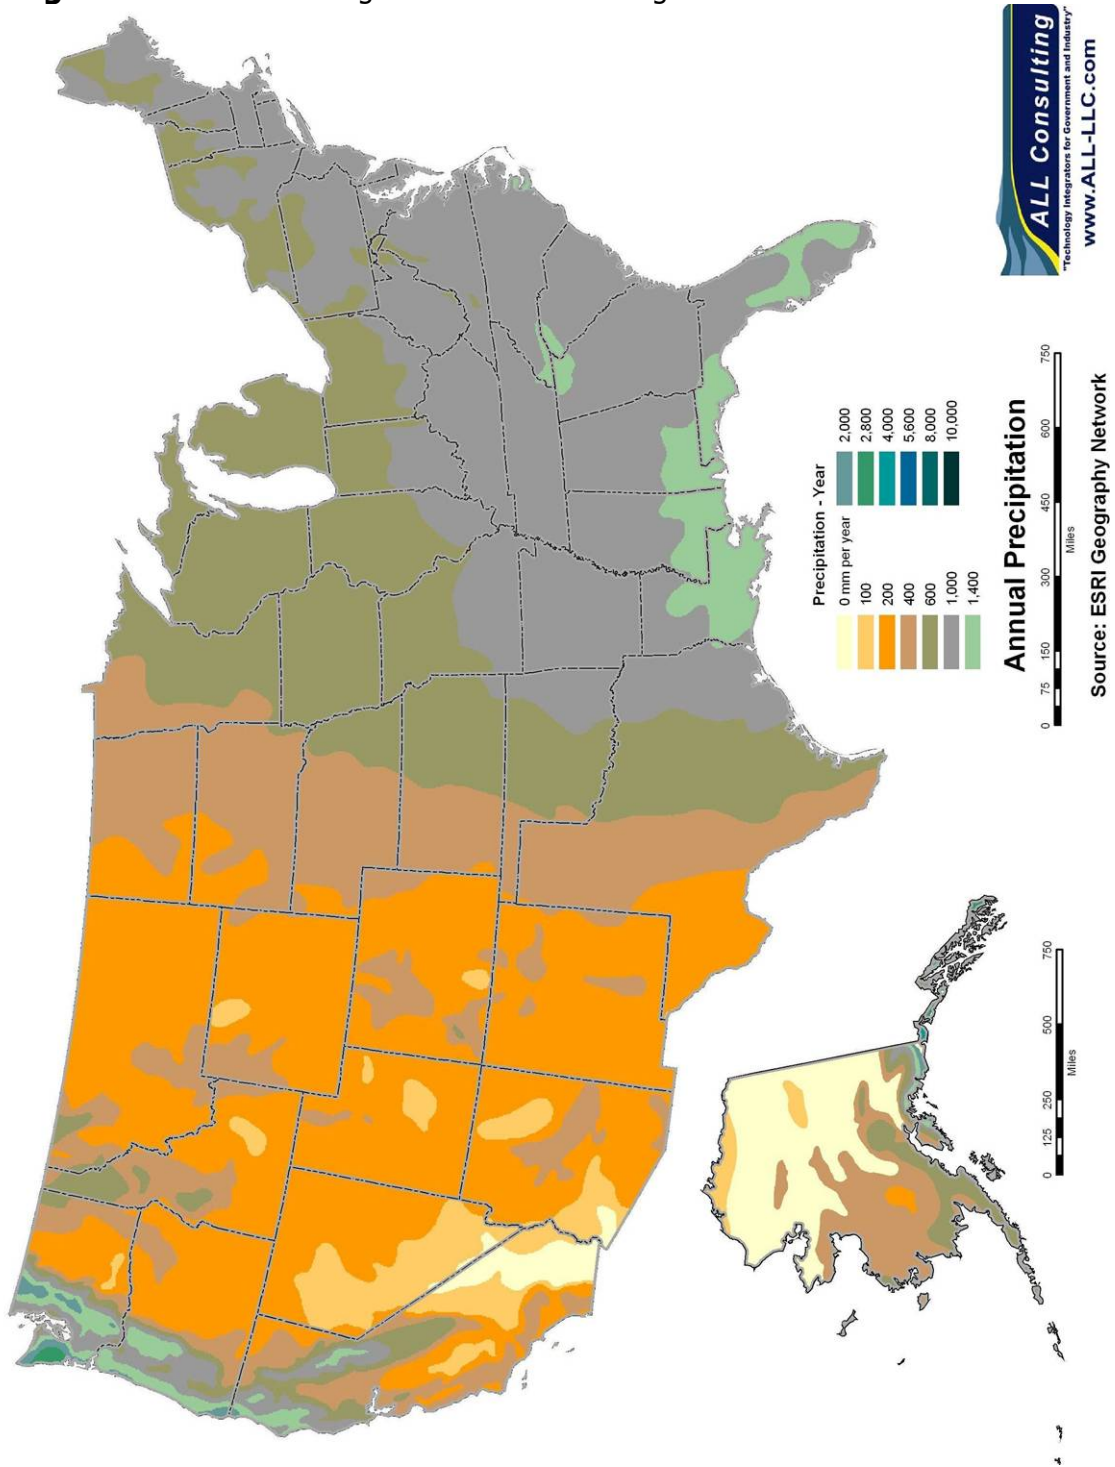 ALL Consulting
"Technology Integrators for Government and Industry"
www.ALL-LLC.com
Precipitation - Year
0 mm per year
100
200
400
600
1,000
1,400
2,000
2,800
4,000
5,600
8,000
10,000
Annual Precipitation
0 75 150 300 450 600 750
Miles
Source: ESRI Geography Network
0 125 250 500 750
Miles